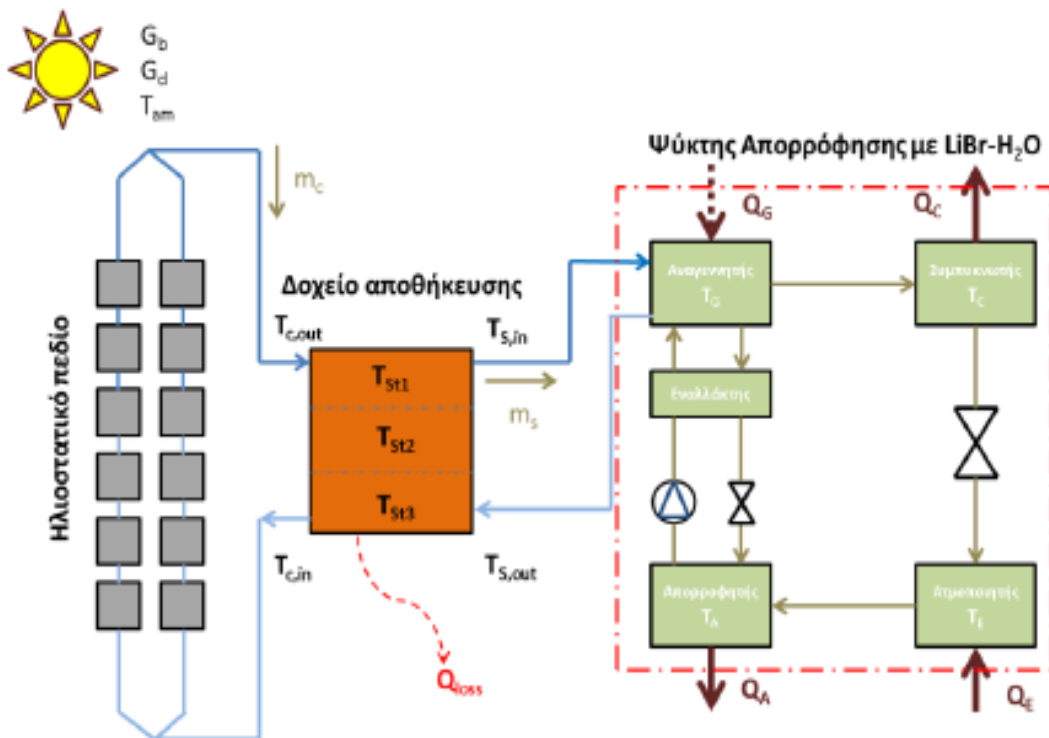 G_b
G_d
T_am
Ψύκτης Απορρόφησης με LiBr-H₂O
m_c
Q_G
Q_C
Αναγεννητής
T_G
Συμπυκνωτής
T_C
Δοχείο αποθήκευσης
T_c,out
T_S,in
Ηλιοστατικό πεδίο
T_St1
m_s
Εναλλάκτης
T_St2
T_St3
T_c,in
T_S,out
Απορροφητής
T_A
Ατμοποιητής
T_E
Q_loss
Q_A
Q_E